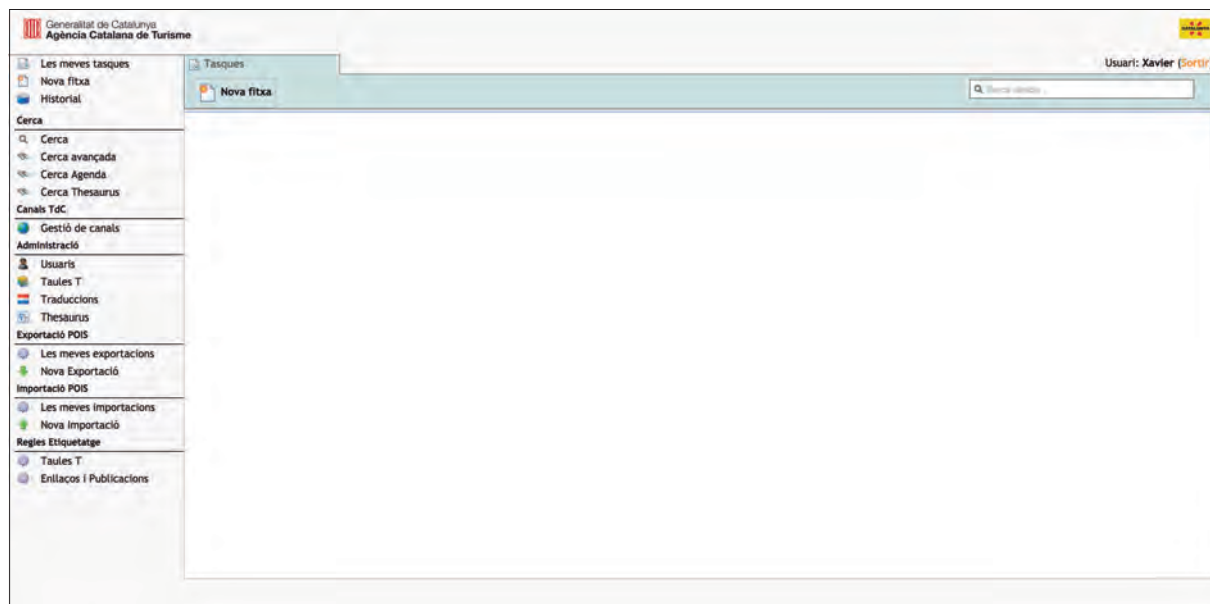 Generalitat de Catalunya
Agència Catalana de Turisme
Les meves tasques
Nova fitxa
Historial
Cerca
Cerca
Cerca avançada
Cerca Agenda
Cerca Thesaurus
Canals TdC
Gestió de canals
Administració
Usuaris
Taules T
Traduccions
Thesaurus
Exportació POIS
Les meves exportacions
Nova Exportació
Importació POIS
Les meves importacions
Nova importació
Regles Etiquetatge
Taules T
Enllaços i Publicacions
Tasques
Usuari: Xavier (Sortir
Nova fitxa